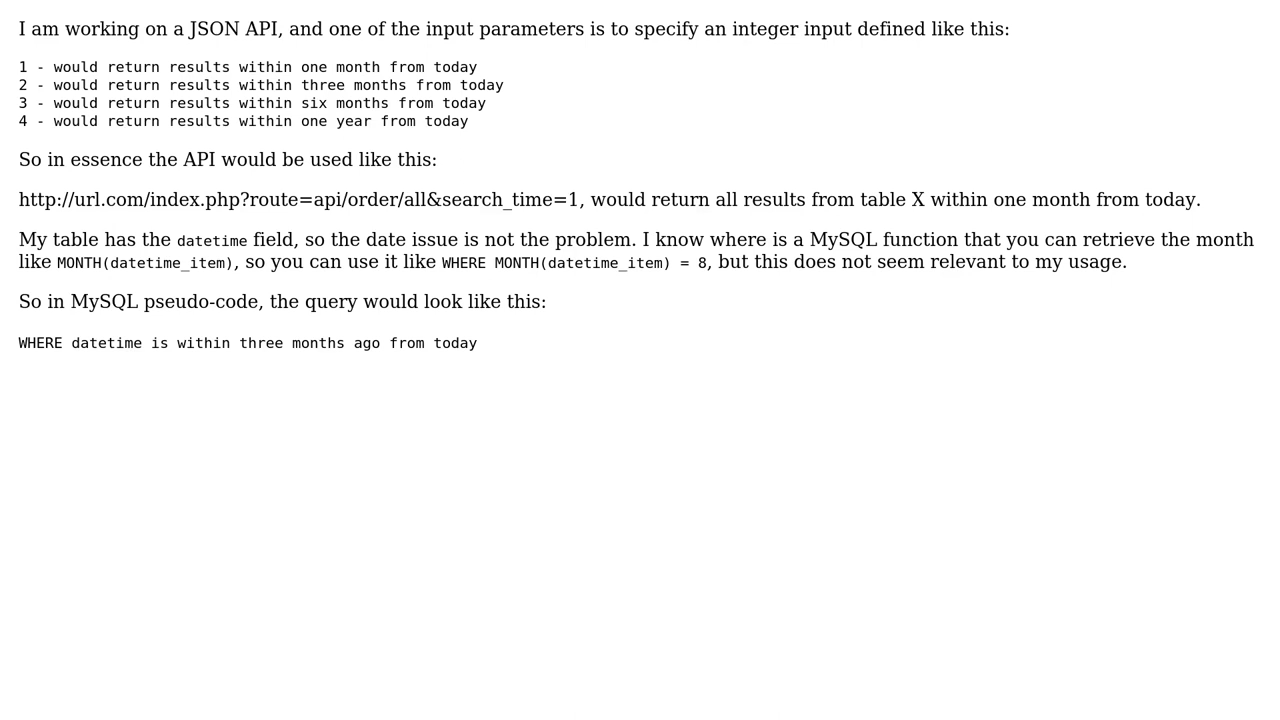 I am working on a JSON API, and one of the input parameters is to specify an integer input defined like this:
1 - would return results within one month from today
2 - would return results within three months from today
3 - would return results within six months from today
4 - would return results within one year from today
So in essence the API would be used like this:
http://url.com/index.php?route=api/order/all&search_time=1, would return all results from table X within one month from today.
My table has the datetime field, so the date issue is not the problem. I know where is a MySQL function that you can retrieve the month
like MONTH(datetime_item), so you can use it like WHERE MONTH(datetime_item) = 8, but this does not seem relevant to my usage.
So in MySQL pseudo-code, the query would look like this:
WHERE datetime is within three months ago from today